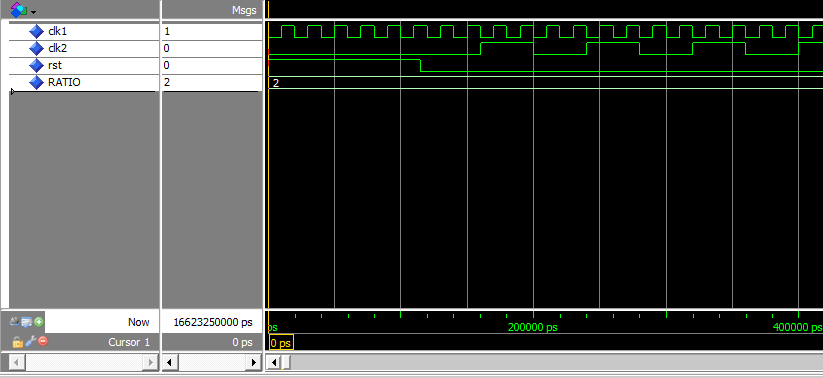 Msgs
clk1 1
clk2 0
rst 0
RATIO 2 2
Now 16623250000 ps ps 200000 ps 400000 ps
Cursor 1 0 ps 0 ps